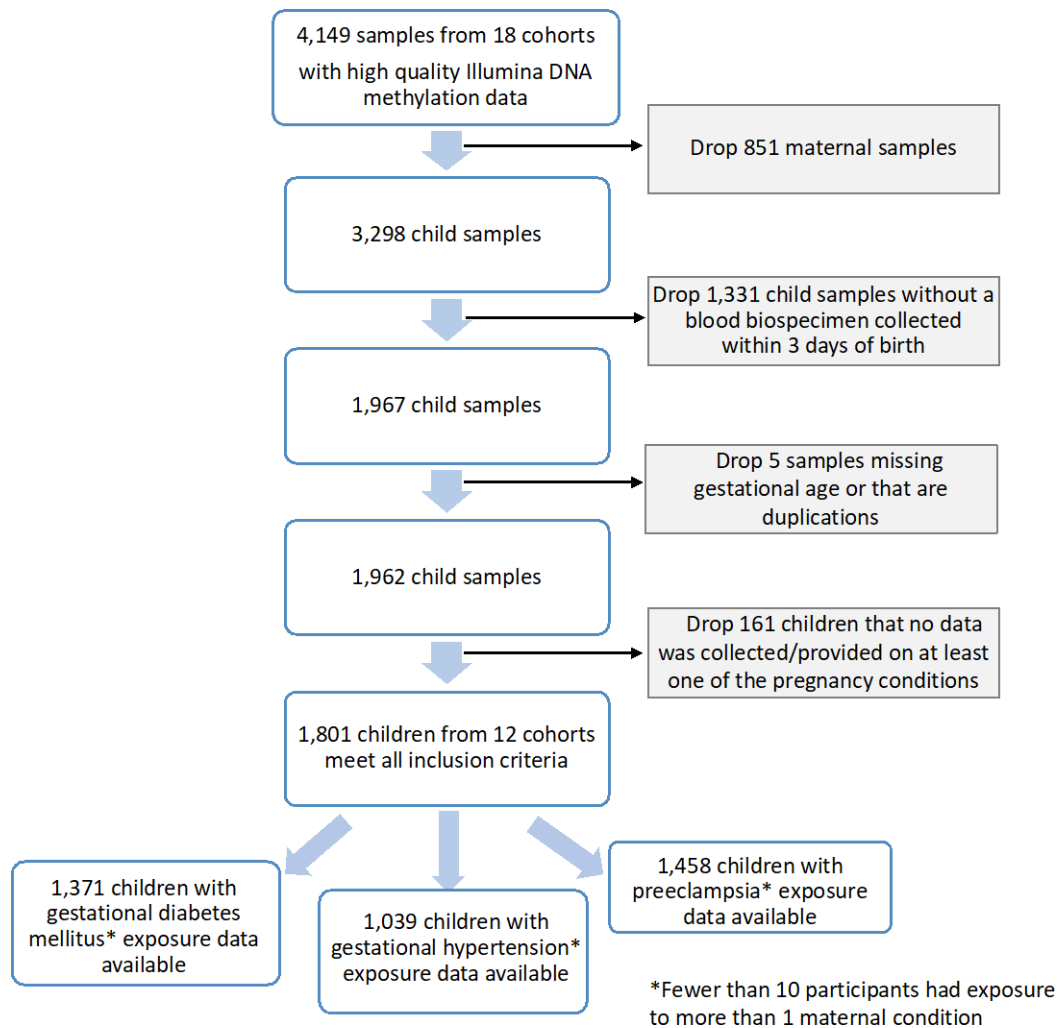 4,149 samples from 18 cohorts
with high quality Illumina DNA
methylation data
Drop 851 maternal samples
3,298 child samples
Drop 1,331 child samples without a
blood biospecimen collected
within 3 days of birth
1,967 child samples
Drop 5 samples missing
gestational age or that are
duplications
1,962 child samples
Drop 161 children that no data
was collected/provided on at least
one of the pregnancy conditions
1,801 children from 12 cohorts
meet all inclusion criteria
1,371 children with
gestational diabetes
mellitus* exposure data
available
1,039 children with
gestational hypertension*
exposure data available
1,458 children with
preeclampsia* exposure
data available
*Fewer than 10 participants had exposure
to more than 1 maternal condition